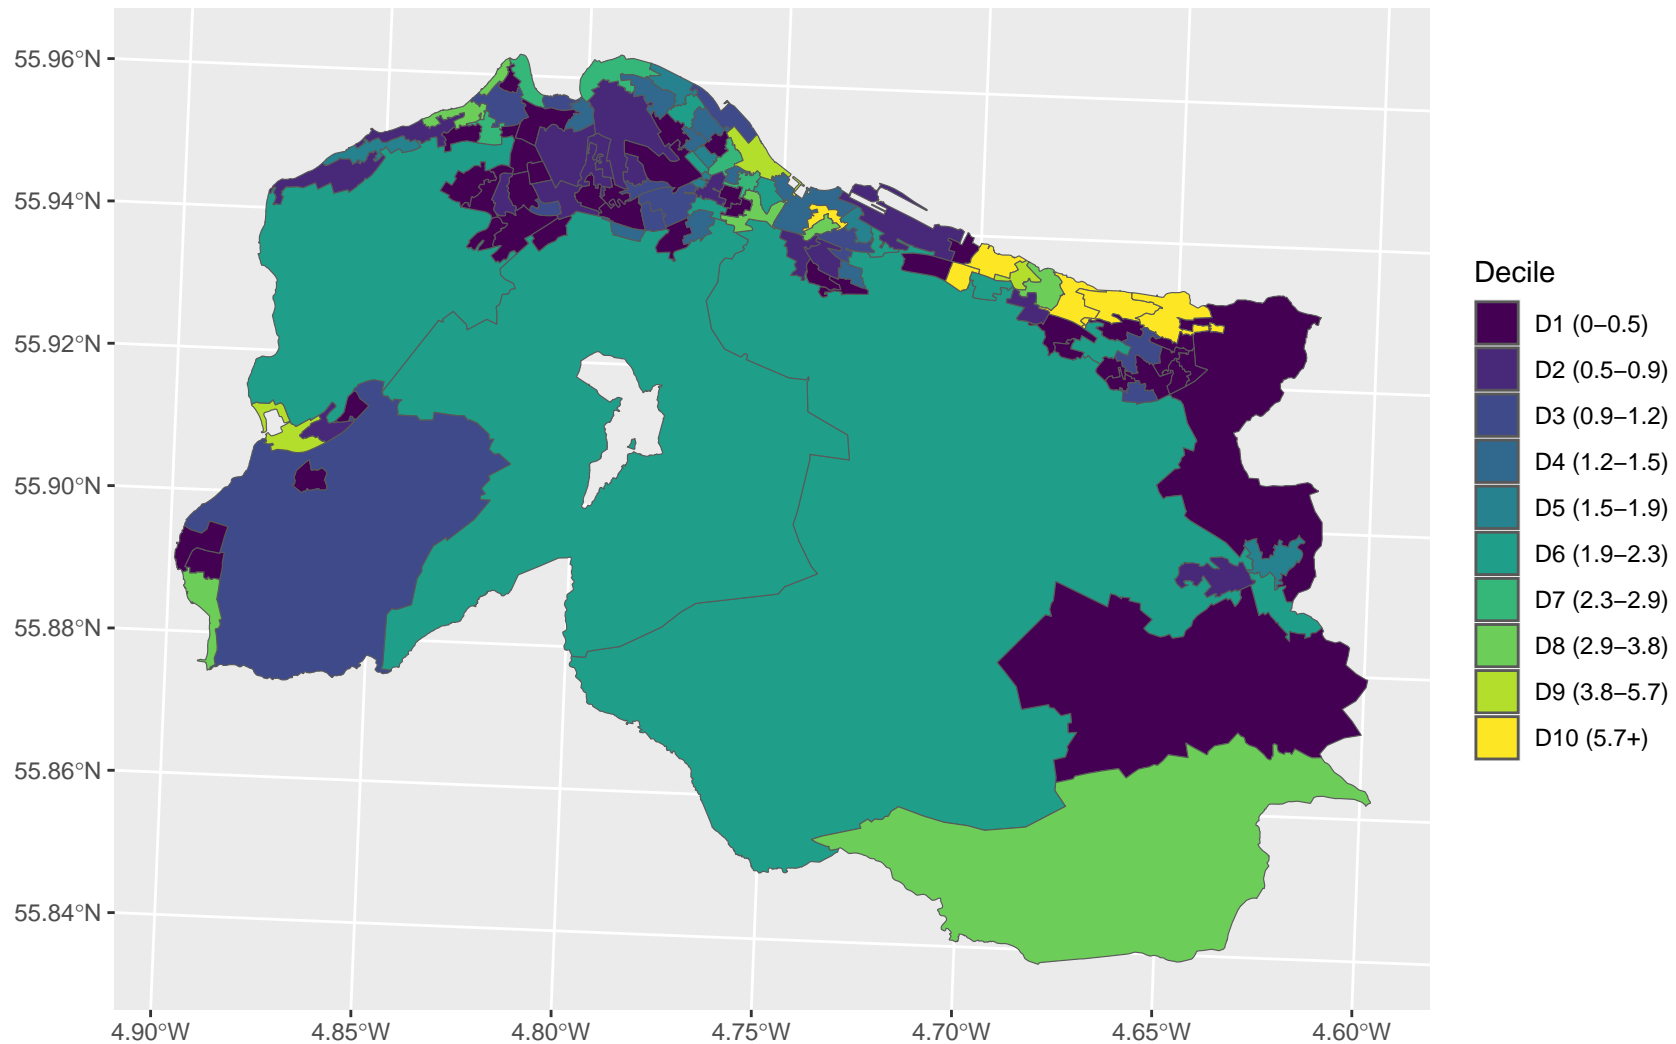 55.96°N
55.94°N
55.92°N
55.90°N
55.88°N
55.86°N
55.84°N
4.90°W 4.85°W 4.80°W 4.75°W 4.70°W 4.65°W 4.60°W
Decile
D1 (0–0.5)
D2 (0.5–0.9)
D3 (0.9–1.2)
D4 (1.2–1.5)
D5 (1.5–1.9)
D6 (1.9–2.3)
D7 (2.3–2.9)
D8 (2.9–3.8)
D9 (3.8–5.7)
D10 (5.7+)